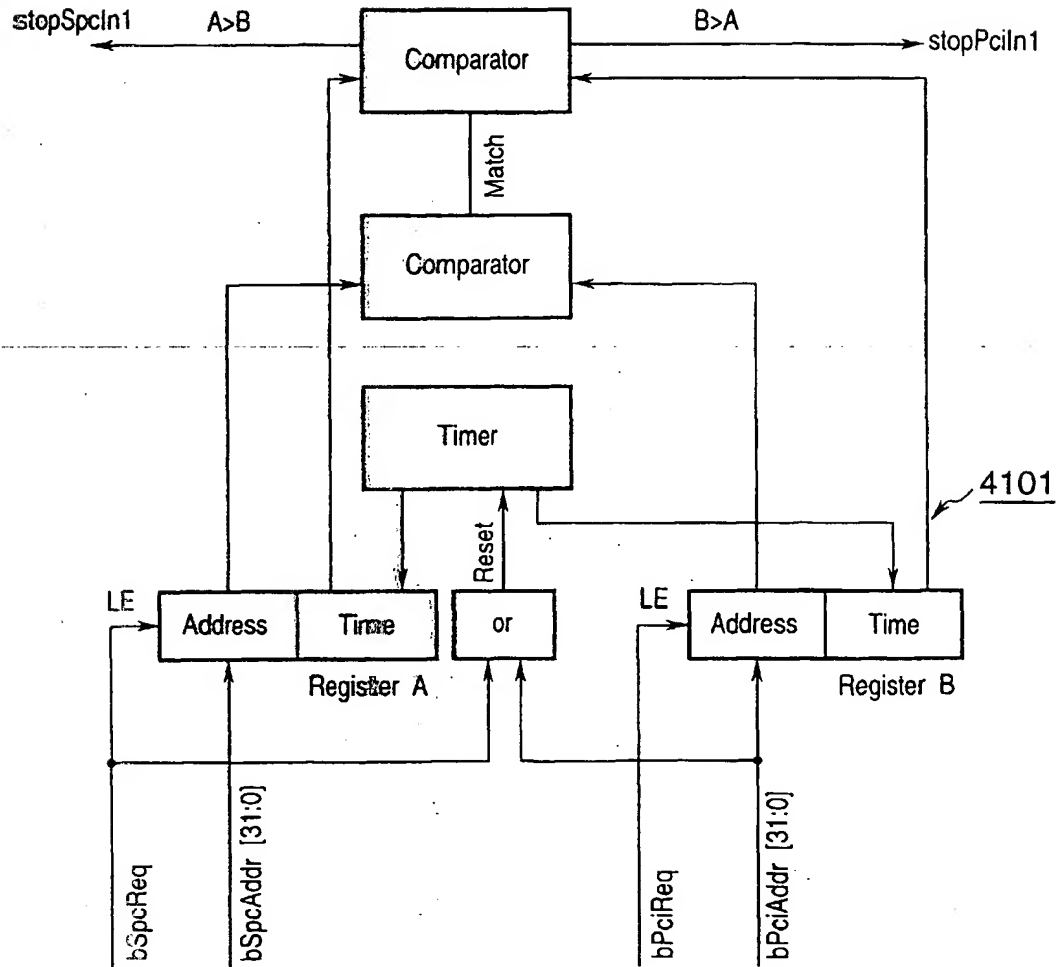 stopSpcIn1
A>B
B>A
stopPciIn1
Comparator
Match
Comparator
Timer
4101
Reset
LE
Address
Time
or
LE
Address
Time
Register A
Register B
bSpcReq
bSpcAddr [31:0]
bPciReq
bPciAddr [31:0]